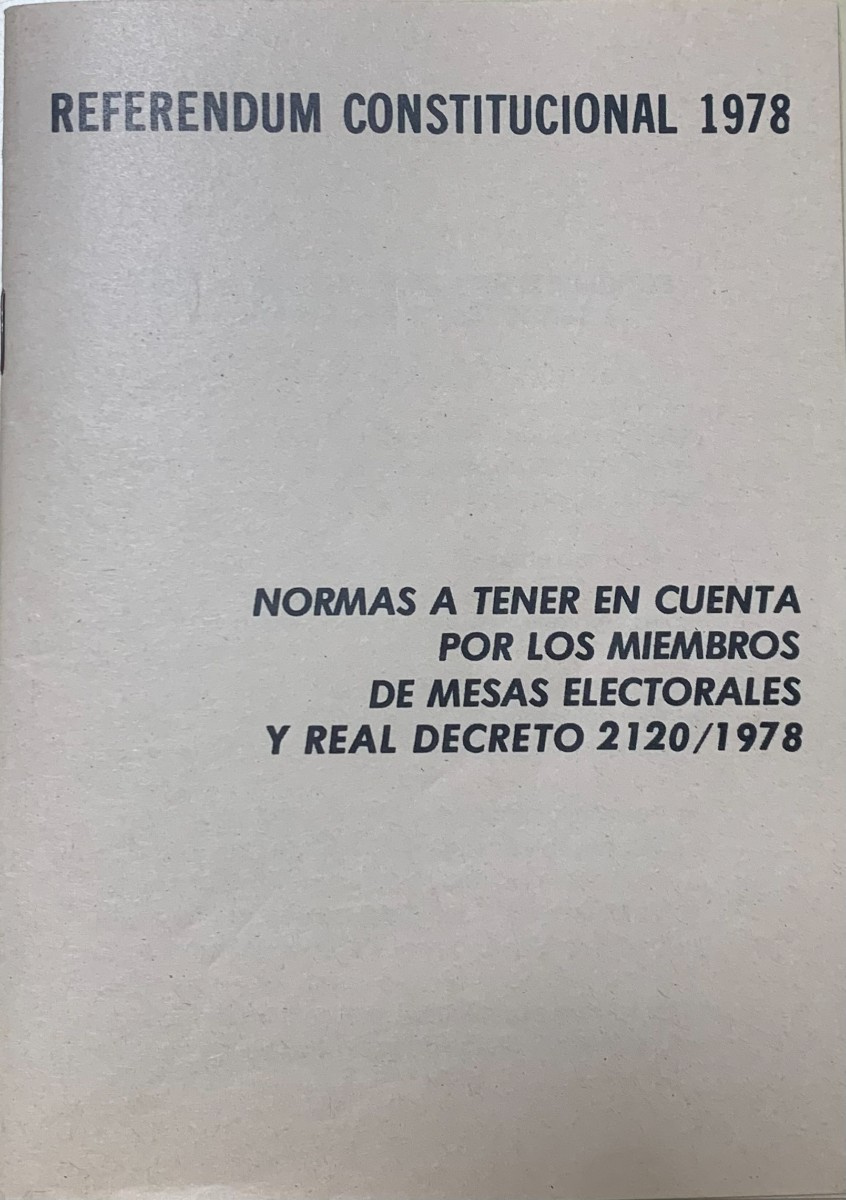 REFERENDUM CONSTITUCIONAL 1978
NORMAS A TENER EN CUENTA
POR LOS MIEMBROS
DE MESAS ELECTORALES
Y REAL DECRETO 2120/1978